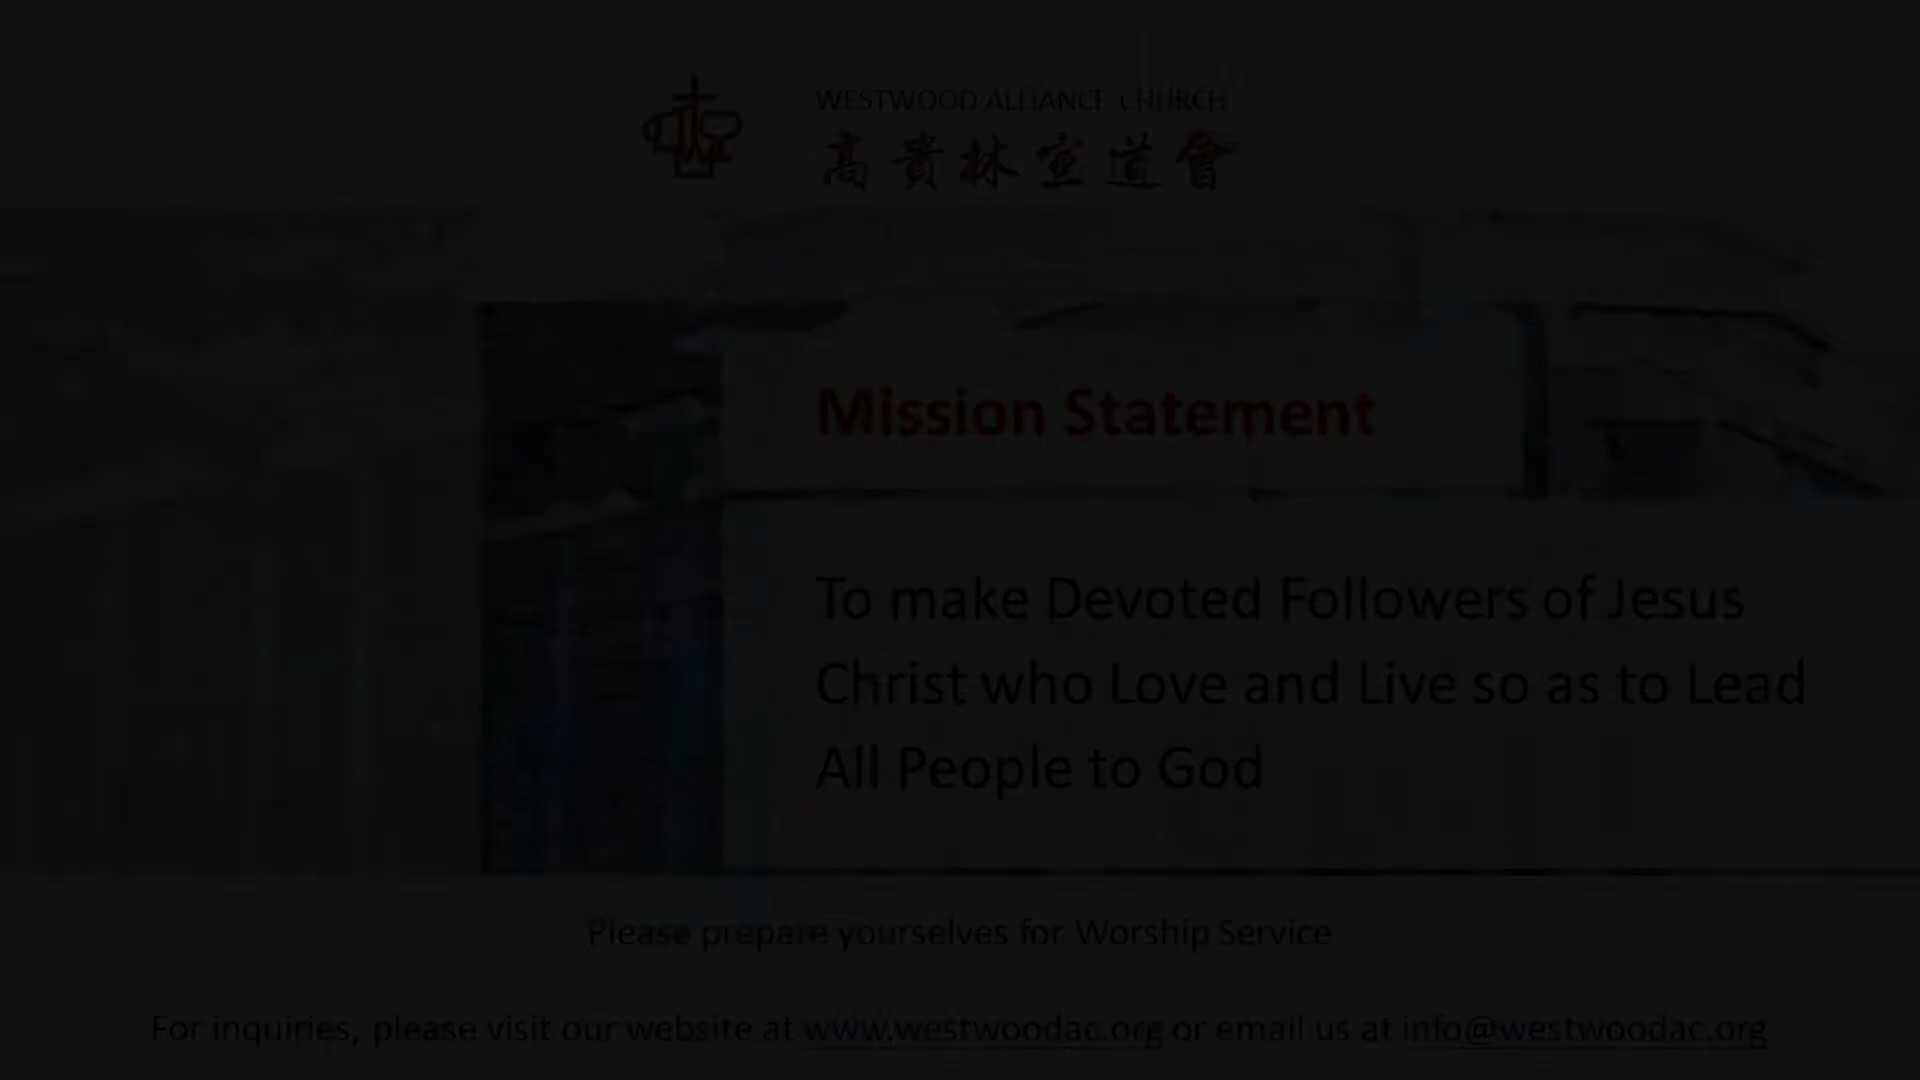 WESTWOOD ALLIANCE CHURCH
高貴林宣道會
Mission Statement
To make Devoted Followers of Jesus
Christ who Love and Live so as to Lead
All People to God
Please prepare yourselves for Worship Service
For inquiries, please visit our website at www.westwoodac.org or email us at info@westwoodac.org